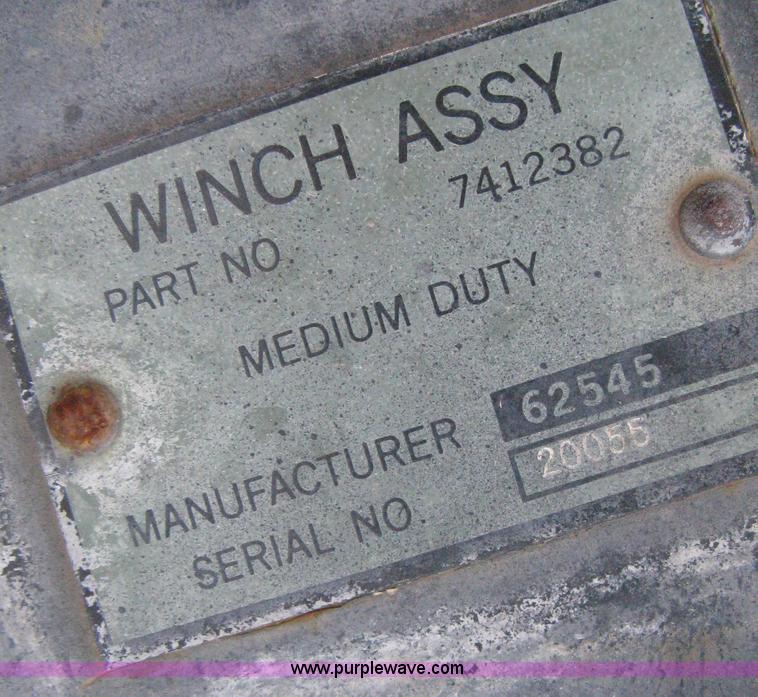 WINCH ASSY
PART NO. 7412382
MEDIUM DUTY
MANUFACTURER 62545
SERIAL NO. 20055
www.purplewave.com